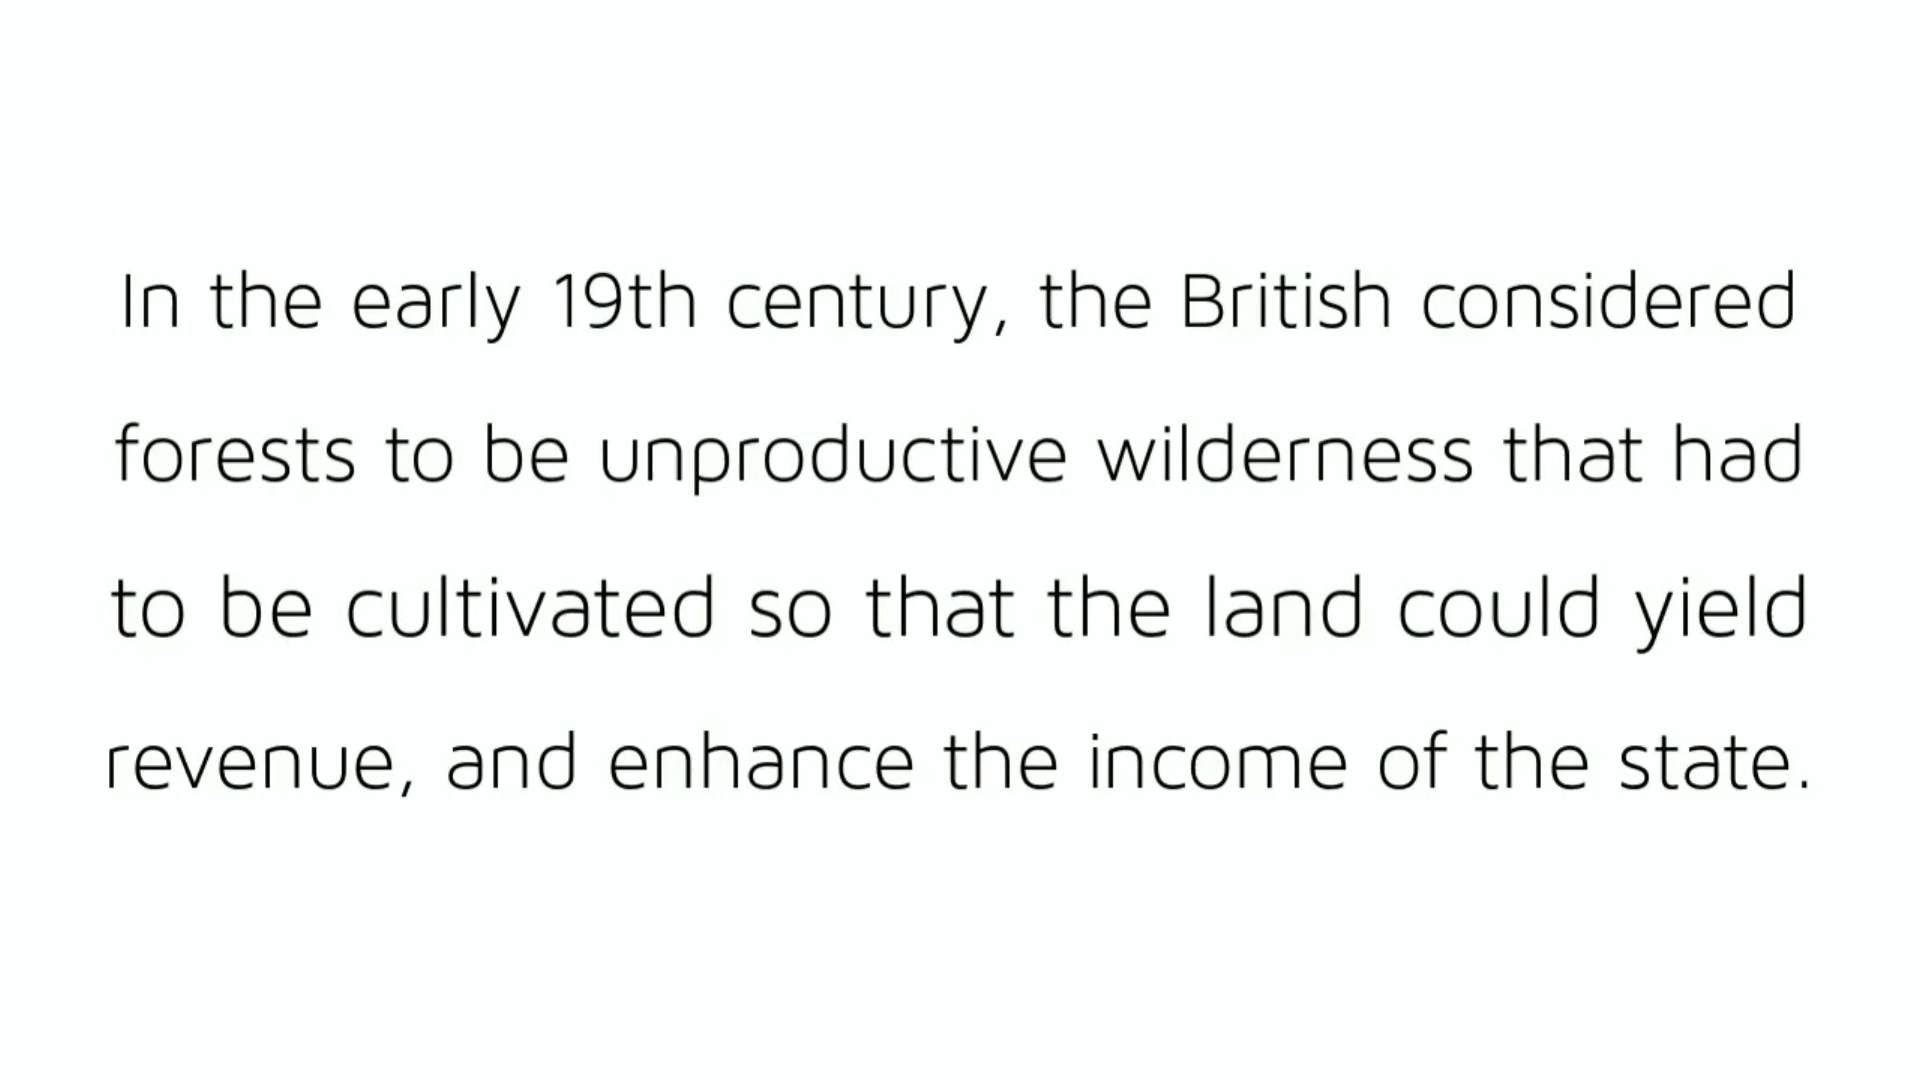 In the early 19th century, the British considered
forests to be unproductive wilderness that had
to be cultivated so that the land could yield
revenue, and enhance the income of the state.